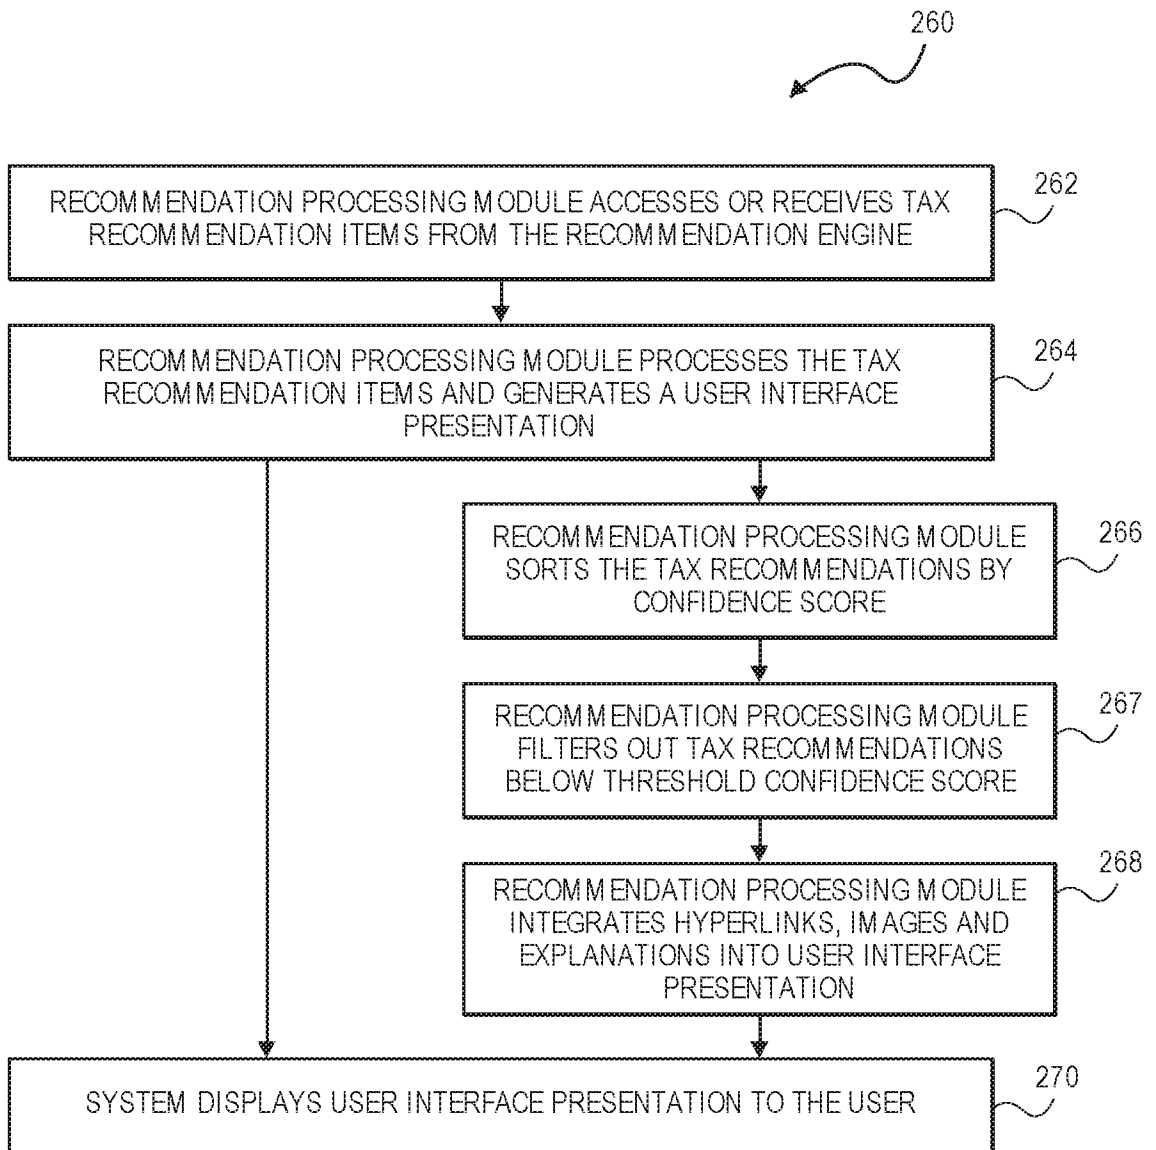 260
RECOMMENDATION PROCESSING MODULE ACCESSES OR RECEIVES TAX
RECOMMENDATION ITEMS FROM THE RECOMMENDATION ENGINE
262
RECOMMENDATION PROCESSING MODULE PROCESSES THE TAX
RECOMMENDATION ITEMS AND GENERATES A USER INTERFACE
PRESENTATION
264
RECOMMENDATION PROCESSING MODULE
SORTS THE TAX RECOMMENDATIONS BY
CONFIDENCE SCORE
266
RECOMMENDATION PROCESSING MODULE
FILTERS OUT TAX RECOMMENDATIONS
BELOW THRESHOLD CONFIDENCE SCORE
267
RECOMMENDATION PROCESSING MODULE
INTEGRATES HYPERLINKS, IMAGES AND
EXPLANATIONS INTO USER INTERFACE
PRESENTATION
268
SYSTEM DISPLAYS USER INTERFACE PRESENTATION TO THE USER
270